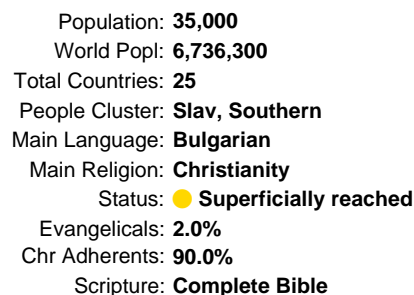 Population: 35,000
World Popl: 6,736,300
Total Countries: 25
People Cluster: Slav, Southern
Main Language: Bulgarian
Main Religion: Christianity
Status: Superficially reached
Evangelicals: 2.0%
Chr Adherents: 90.0%
Scripture: Complete Bible